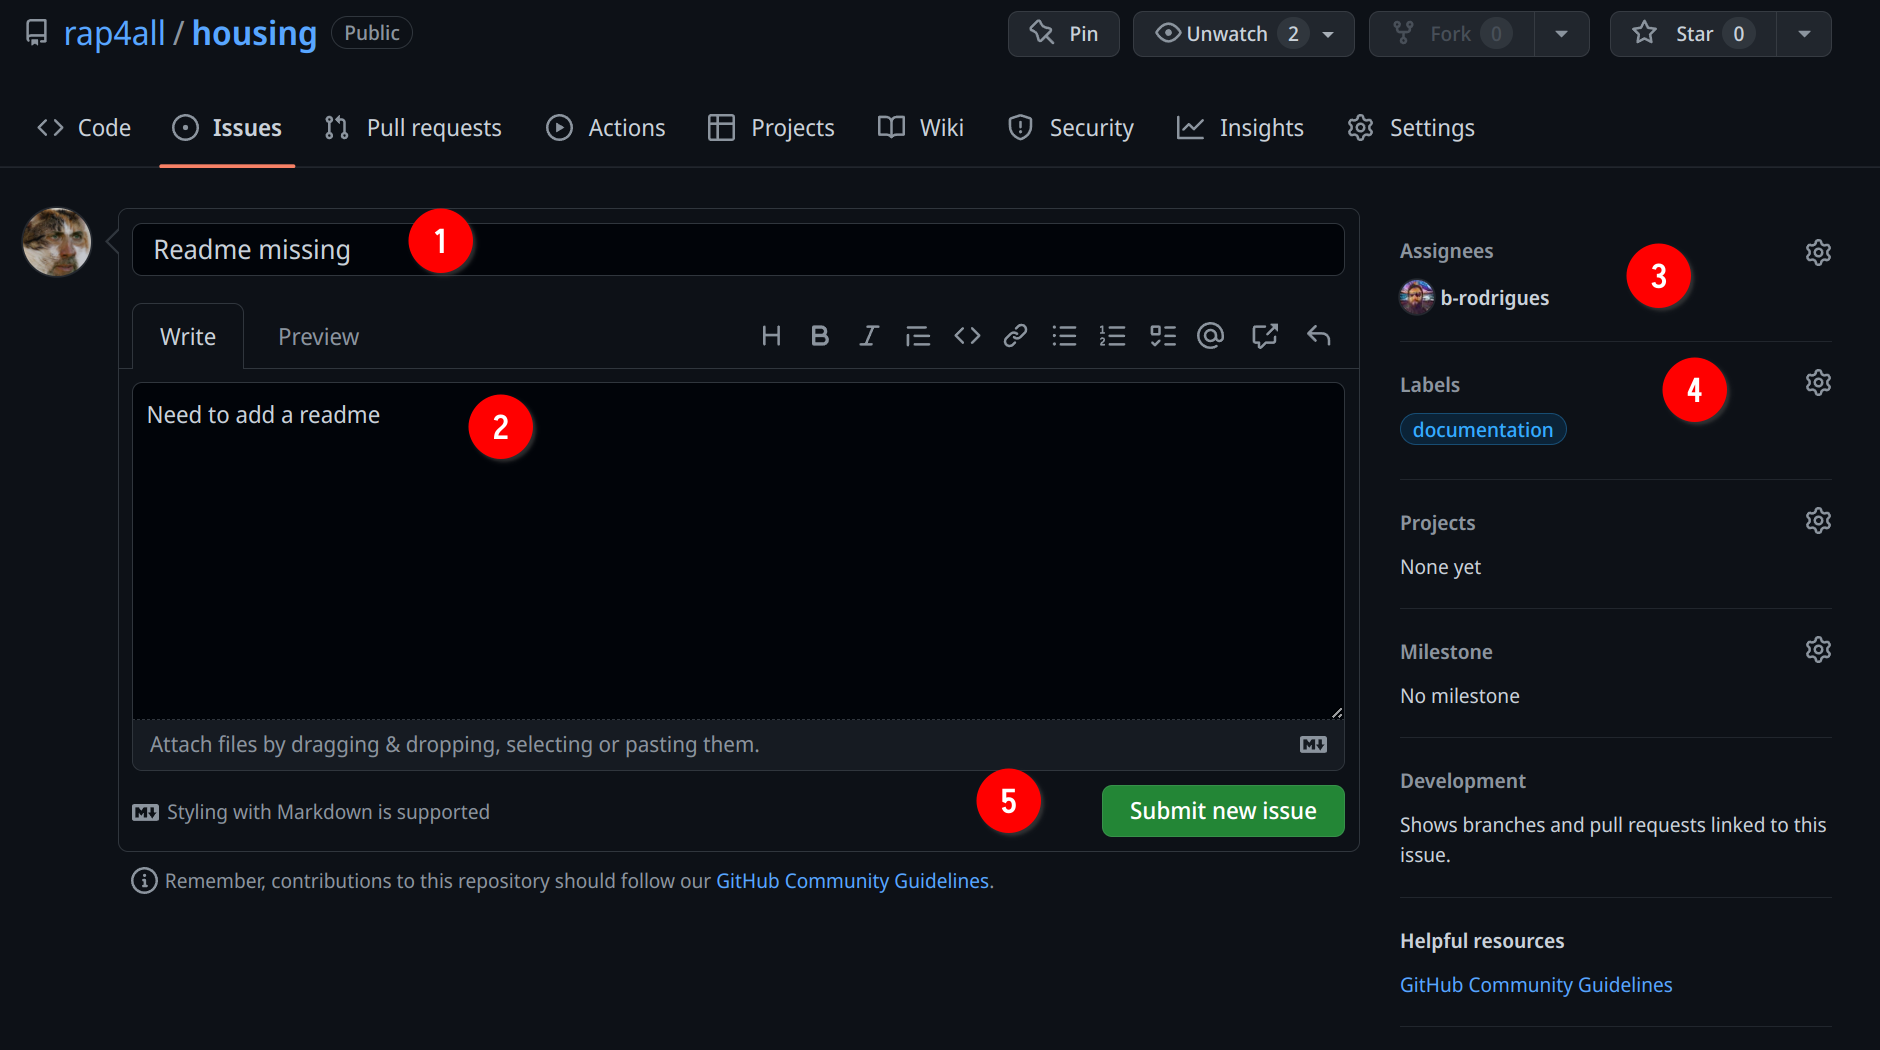 rap4all / housing Public
Pin Unwatch 2 Fork 0 Star 0
Code Issues Pull requests Actions Projects Wiki Security Insights Settings
Readme missing
1
Write Preview
Need to add a readme
2
Attach files by dragging & dropping, selecting or pasting them.
Styling with Markdown is supported
5
Submit new issue
Remember, contributions to this repository should follow our GitHub Community Guidelines.
Assignees
3
b-rodrigues
Labels
4
documentation
Projects
None yet
Milestone
No milestone
Development
Shows branches and pull requests linked to this
issue.
Helpful resources
GitHub Community Guidelines